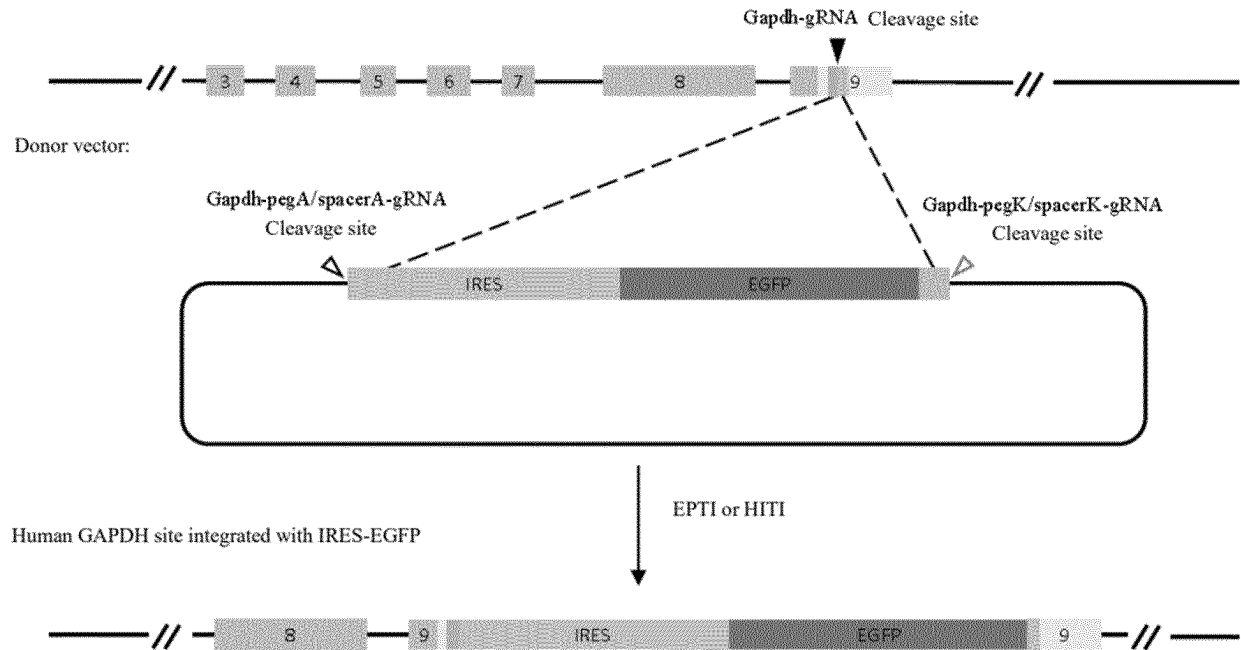 Gapdh-gRNA Cleavage site
3 4 5 6 7 8 9
Donor vector:
Gapdh-pegA/spacerA-gRNA
Cleavage site
Gapdh-pegK/spacerK-gRNA
Cleavage site
IRES EGFP
EPTI or HITI
Human GAPDH site integrated with IRES-EGFP
8 9 IRES EGFP 9